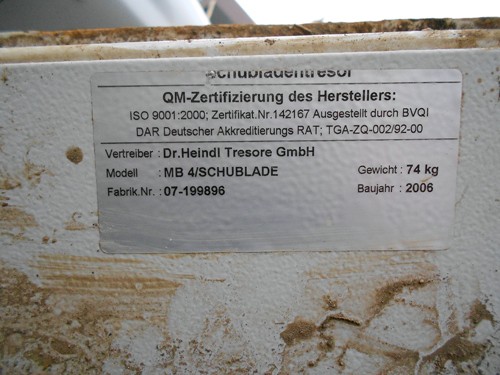 Schubladentresor
QM-Zertifizierung des Herstellers:
ISO 9001:2000; Zertifikat.Nr.142167 Ausgestellt durch BVQI
DAR Deutscher Akkreditierungs RAT; TGA-ZQ-002/92-00
Vertreiber : Dr.Heindl Tresore GmbH
Modell : MB 4/SCHUBLADE Gewicht : 74 kg
Fabrik.Nr. : 07-199896 Baujahr : 2006